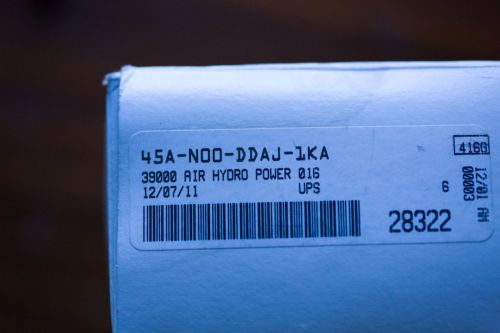 45A-NOO-DDAJ-1KA
39000 AIR HYDRO POWER 016
12/07/11 UPS 6
28322
416G
12/01 AM
000003